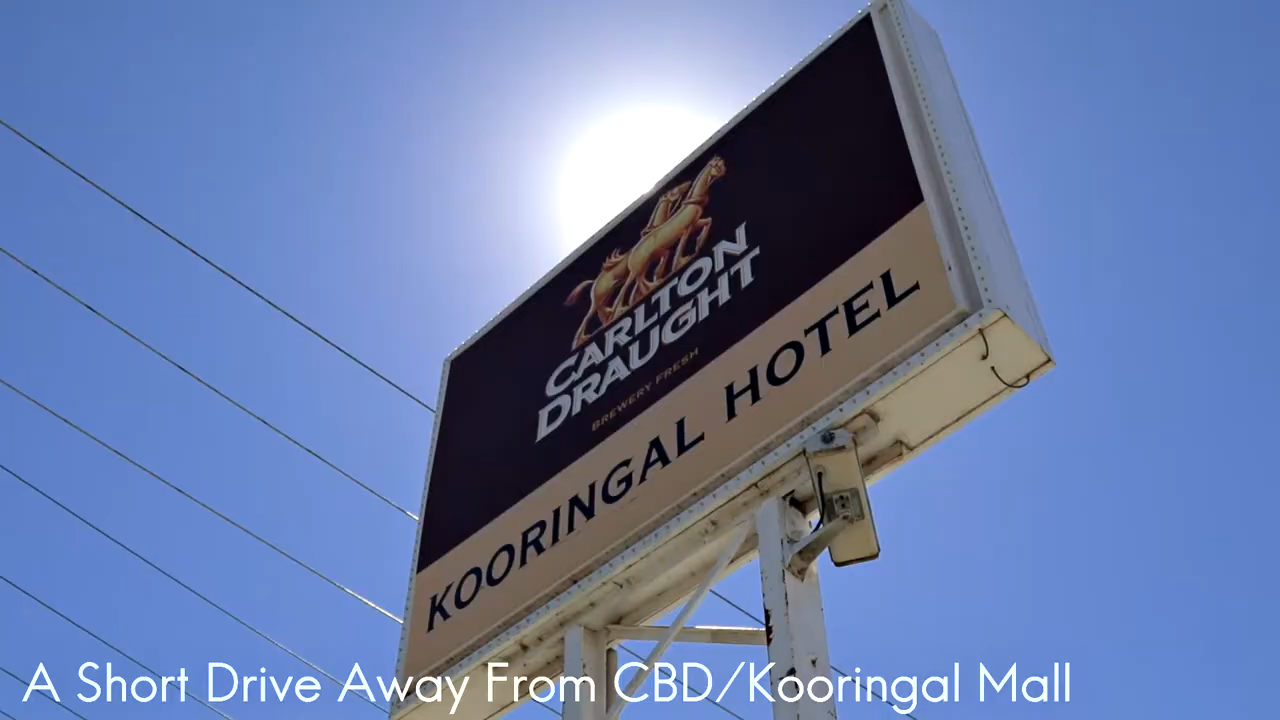 CARLTON
DRAUGHT
BREWERY FRESH
KOORINGAL HOTEL
A Short Drive Away From CBD/Kooringal Mall